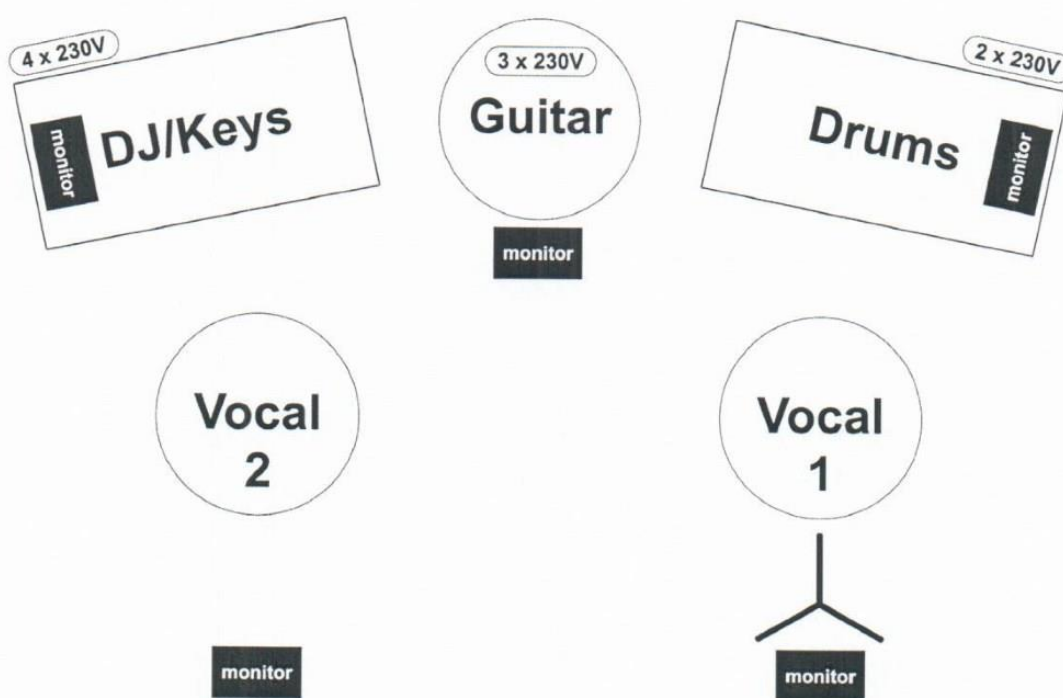 4 x 230V
monitor
DJ/Keys
3 x 230V
Guitar
monitor
2 x 230V
Drums
monitor
Vocal
2
Vocal
1
monitor
monitor